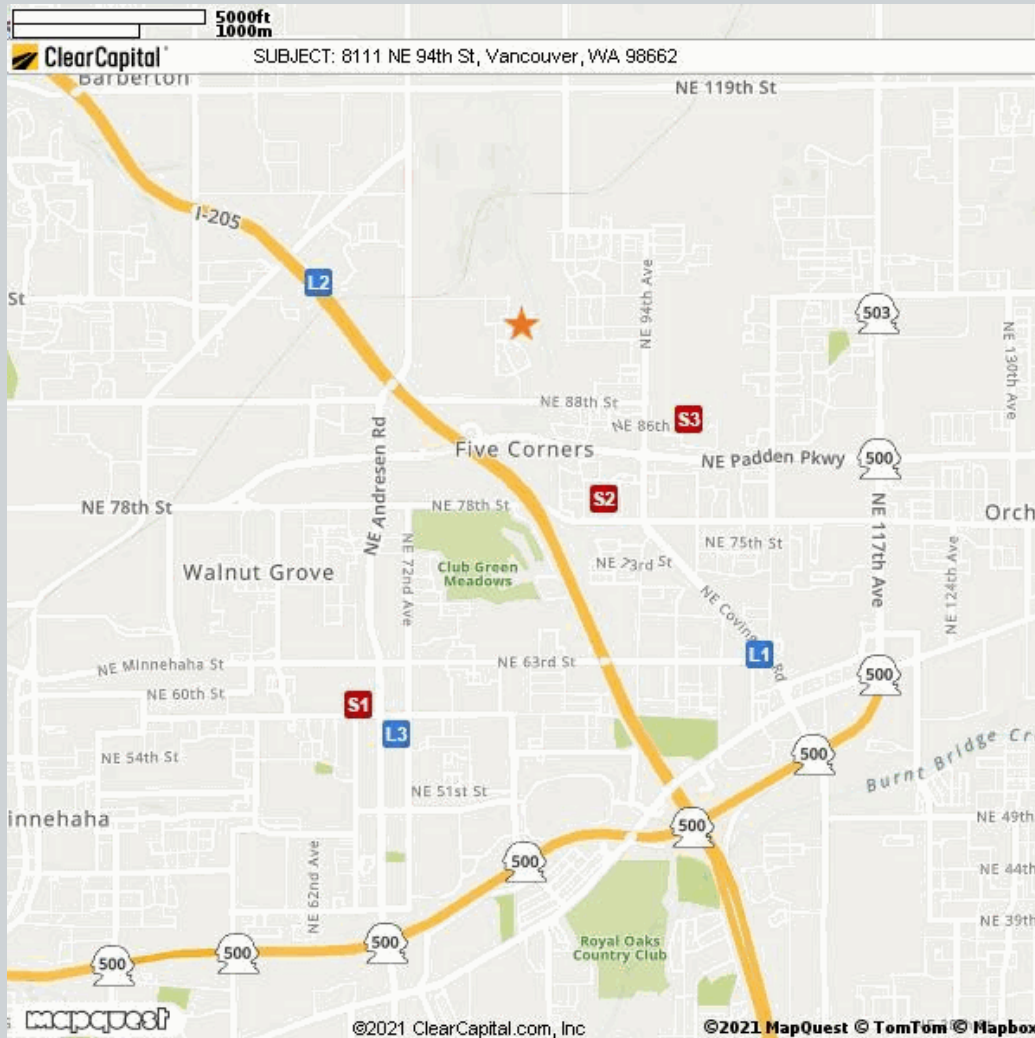 5000ft
1000m
ClearCapital
SUBJECT: 8111 NE 94th St, Vancouver, WA 98662
Barberton
NE 119th St
I-205
L2
St
503
NE 94th Ave
NE 130th Ave
NE 88th St
NE 86th
S3
Five Corners
NE Padden Pkwy
500
NE Andresen Rd
NE 78th St
NE 78th St
S2
NE 117th Ave
Orch
NE 75th St
NE 72nd Ave
Club Green
Meadows
NE 73rd St
NE 124th Ave
Walnut Grove
NE Coving
Rd
L1
NE Minnehaha St
NE 63rd St
500
NE 60th St
S1
L3
NE 54th St
500
Burnt Bridge Cr
NE 51st St
innehaha
500
NE 49th
500
NE 62nd Ave
NE 44th
NE 39th
Royal Oaks
Country Club
500
500
500
mapquest
©2021 ClearCapital.com, Inc
©2021 MapQuest © TomTom © Mapbox